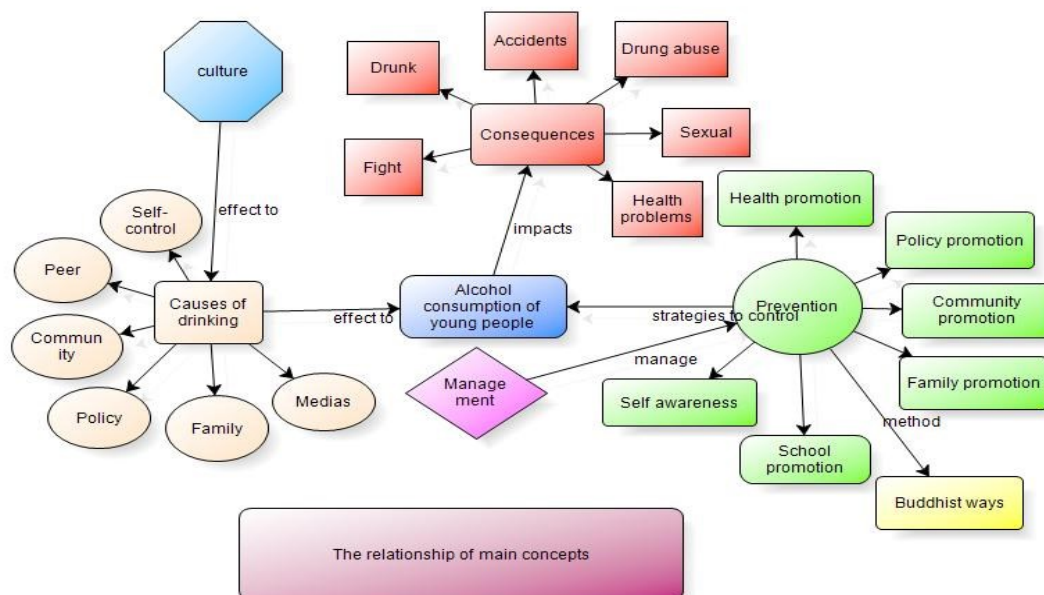 culture
Accidents
Drung abuse
Drunk
Consequences
Sexual
Fight
Health
problems
Health promotion
effect to
Self-
control
impacts
Policy promotion
Peer
Causes of
drinking
Alcohol
consumption of
young people
effect to
Prevention
strategies to control
Community
promotion
Commun
ity
manage
Manage
ment
Family promotion
Self awareness
Medias
Policy
Family
method
School
promotion
Buddhist ways
The relationship of main concepts